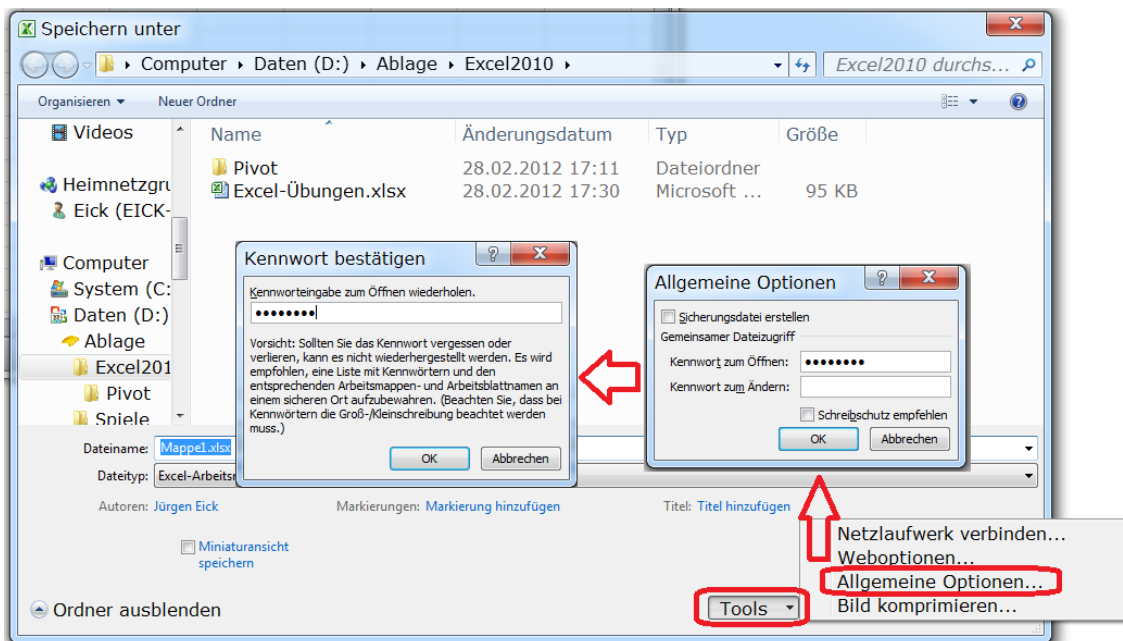 Speichern unter
Computer ▸ Daten (D:) ▸ Ablage ▸ Excel2010 ▸
Excel2010 durchs...
Organisieren
Neuer Ordner
Videos
Heimnetzgru
Eick (EICK-
Computer
System (C:
Daten (D:)
Ablage
Excel201
Pivot
Spiele
Name Änderungsdatum Typ Größe
Pivot 28.02.2012 17:11 Dateiordner
Excel-Übungen.xlsx 28.02.2012 17:30 Microsoft ... 95 KB
Kennwort bestätigen
Kennworteingabe zum Öffnen wiederholen.
••••••••
Vorsicht: Sollten Sie das Kennwort vergessen oder
verlieren, kann es nicht wiederhergestellt werden. Es wird
empfohlen, eine Liste mit Kennwörtern und den
entsprechenden Arbeitsmappen- und Arbeitsblattnamen an
einem sicheren Ort aufzubewahren. (Beachten Sie, dass bei
Kennwörtern die Groß-/Kleinschreibung beachtet werden
muss.)
OK
Abbrechen
Allgemeine Optionen
Sicherungsdatei erstellen
Gemeinsamer Dateizugriff
Kennwort zum Öffnen: ••••••••
Kennwort zum Ändern:
Schreibschutz empfehlen
OK
Abbrechen
Dateiname: Mappe1.xlsx
Dateityp: Excel-Arbeitsm
Autoren: Jürgen Eick
Markierungen: Markierung hinzufügen
Titel: Titel hinzufügen
Miniaturansicht
speichern
Ordner ausblenden
Tools
Netzlaufwerk verbinden...
Weboptionen...
Allgemeine Optionen...
Bild komprimieren...